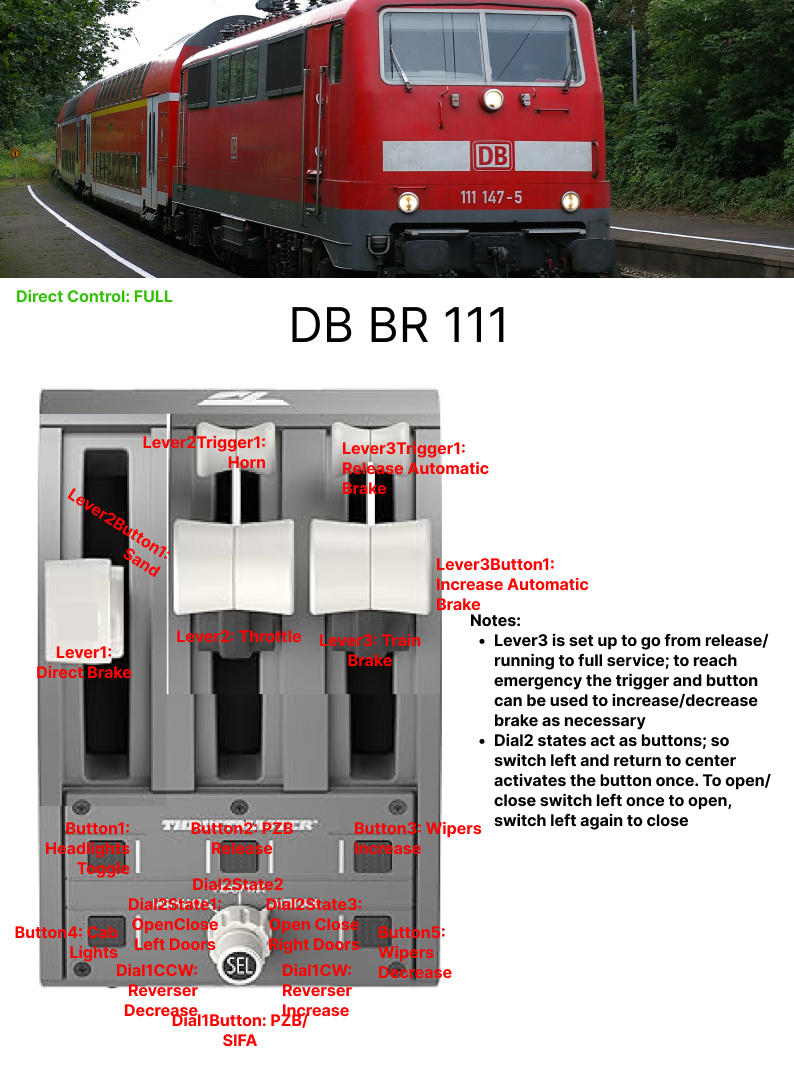 DB
DB
111 147-5
Direct Control: FULL
DB BR 111
Lever2Trigger1:
Horn
Lever3Trigger1:
Release Automatic
Brake
Lever2Button1:
Sand
Lever3Button1:
Increase Automatic
Brake
Lever2: Throttle
Lever3: Train
Brake
Lever1:
Direct Brake
Notes:
• Lever3 is set up to go from release/
running to full service; to reach
emergency the trigger and button
can be used to increase/decrease
brake as necessary
• Dial2 states act as buttons; so
switch left and return to center
activates the button once. To open/
close switch left once to open,
switch left again to close
THRUSTMASTER
Button1:
Headlights
Toggle
Button2: PZB
Release
Button3: Wipers
Increase
Dial2State2
Dial2State1:
OpenClose
Left Doors
Dial2State3:
Open Close
Right Doors
Button4: Cab
Lights
Button5:
Wipers
Decrease
SEL
Dial1CCW:
Reverser
Decrease
Dial1CW:
Reverser
Increase
Dial1Button: PZB/
SIFA